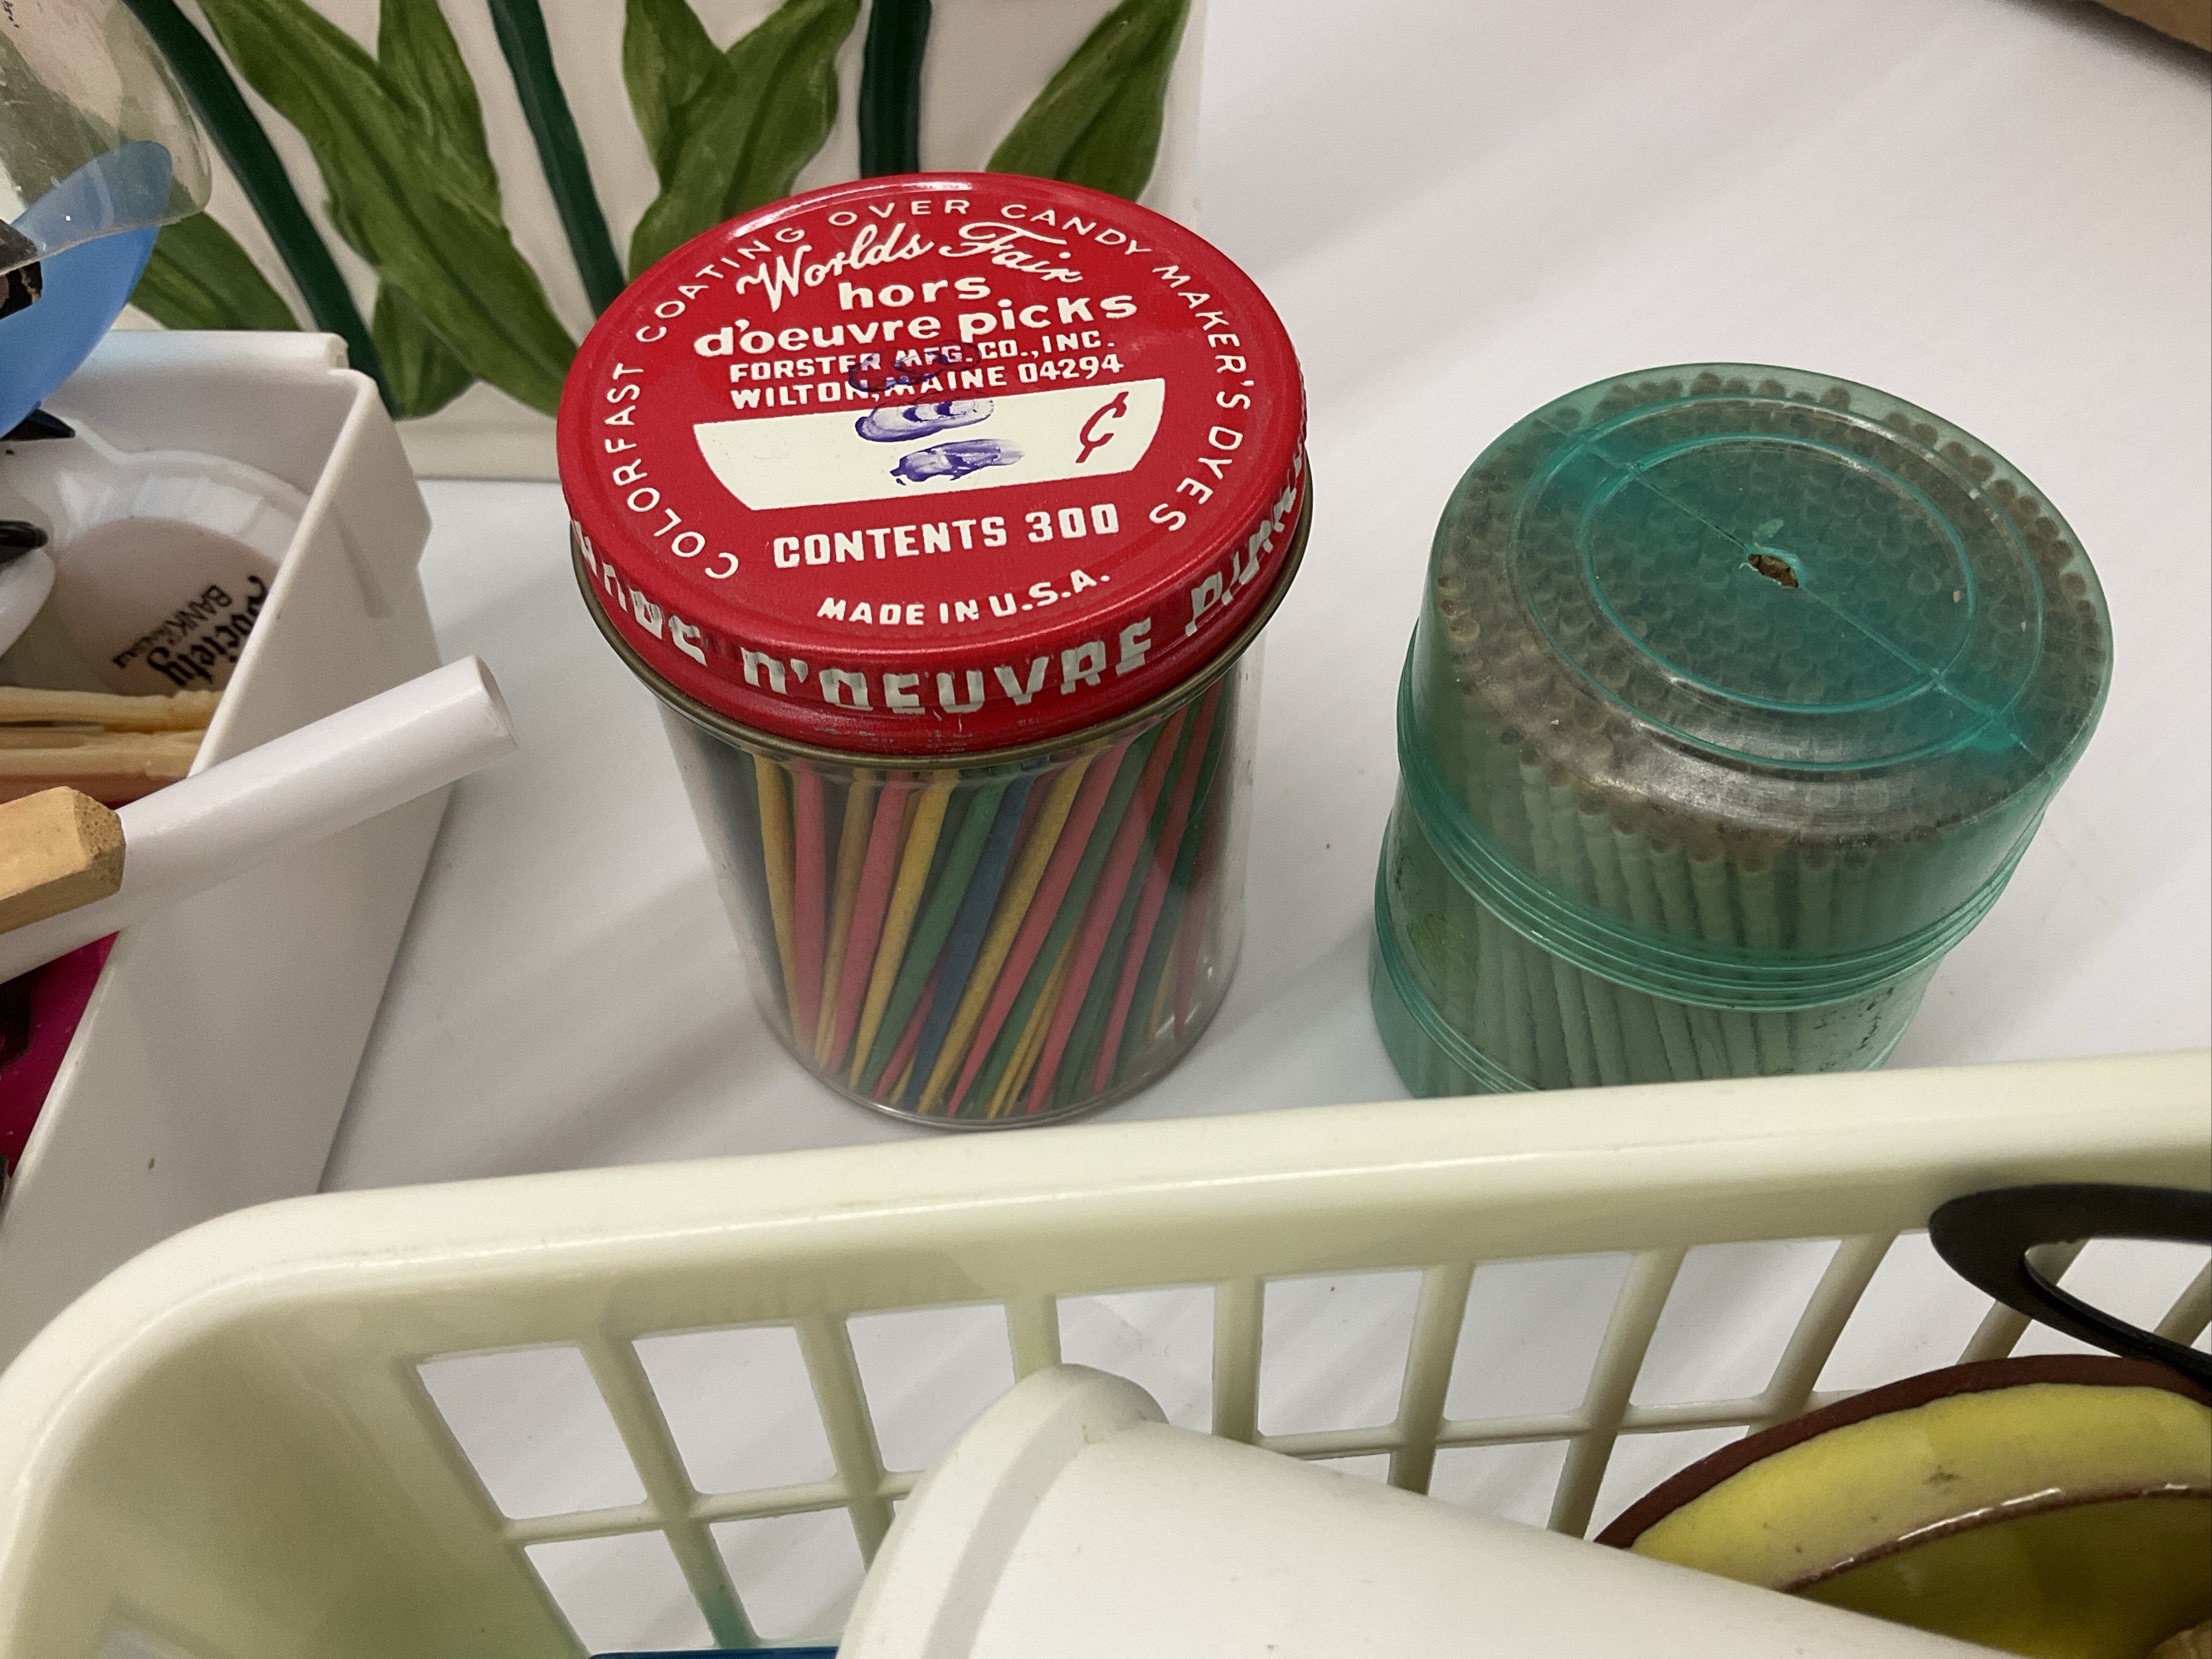 COLORFAST COATING OVER CANDY MAKER'S DYES
Worlds Fair
hors
d'oeuvre picks
FORSTER MFG. CO., INC.
WILTON, MAINE 04294
¢
CONTENTS 300
MADE IN U.S.A.
D'OEUVRE
Society
BANK